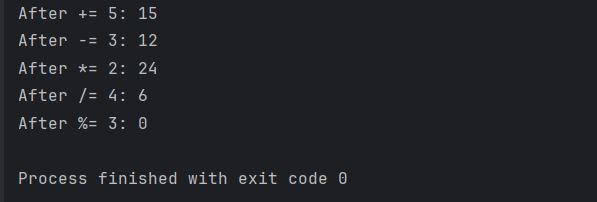 After += 5: 15
After -= 3: 12
After *= 2: 24
After /= 4: 6
After %= 3: 0
Process finished with exit code 0